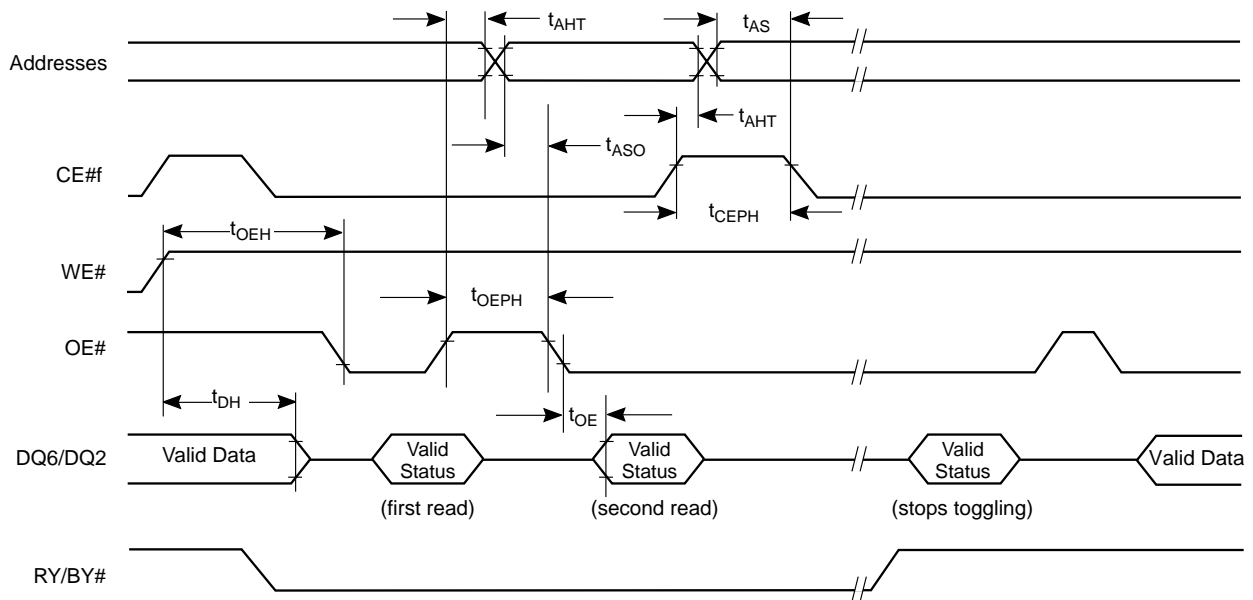 tAHT
tAS
Addresses
tAHT
tASO
CE#f
tCEPH
tOEH
WE#
tOEPH
OE#
tDH
tOE
DQ6/DQ2
Valid Data
Valid
Status
Valid
Status
Valid
Status
Valid Data
(first read)
(second read)
(stops toggling)
RY/BY#